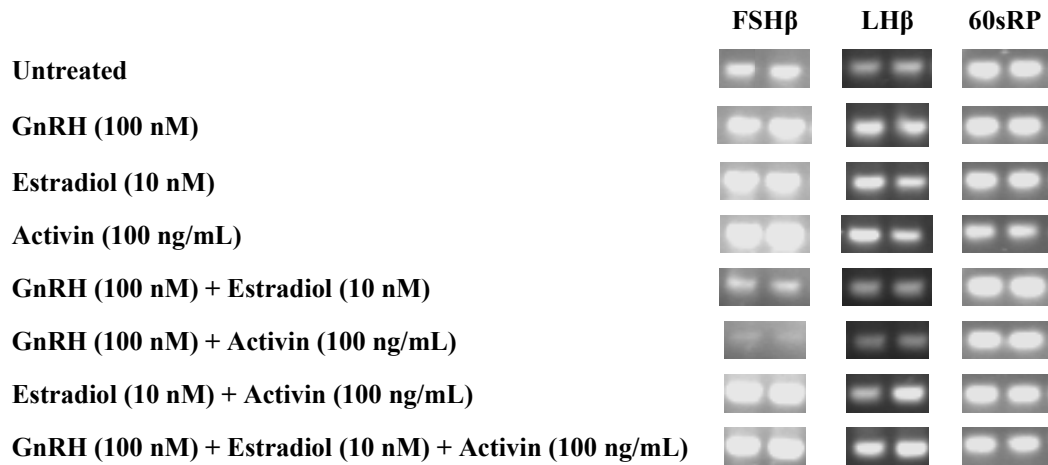 FSHβ LHβ 60sRP
Untreated
GnRH (100 nM)
Estradiol (10 nM)
Activin (100 ng/mL)
GnRH (100 nM) + Estradiol (10 nM)
GnRH (100 nM) + Activin (100 ng/mL)
Estradiol (10 nM) + Activin (100 ng/mL)
GnRH (100 nM) + Estradiol (10 nM) + Activin (100 ng/mL)